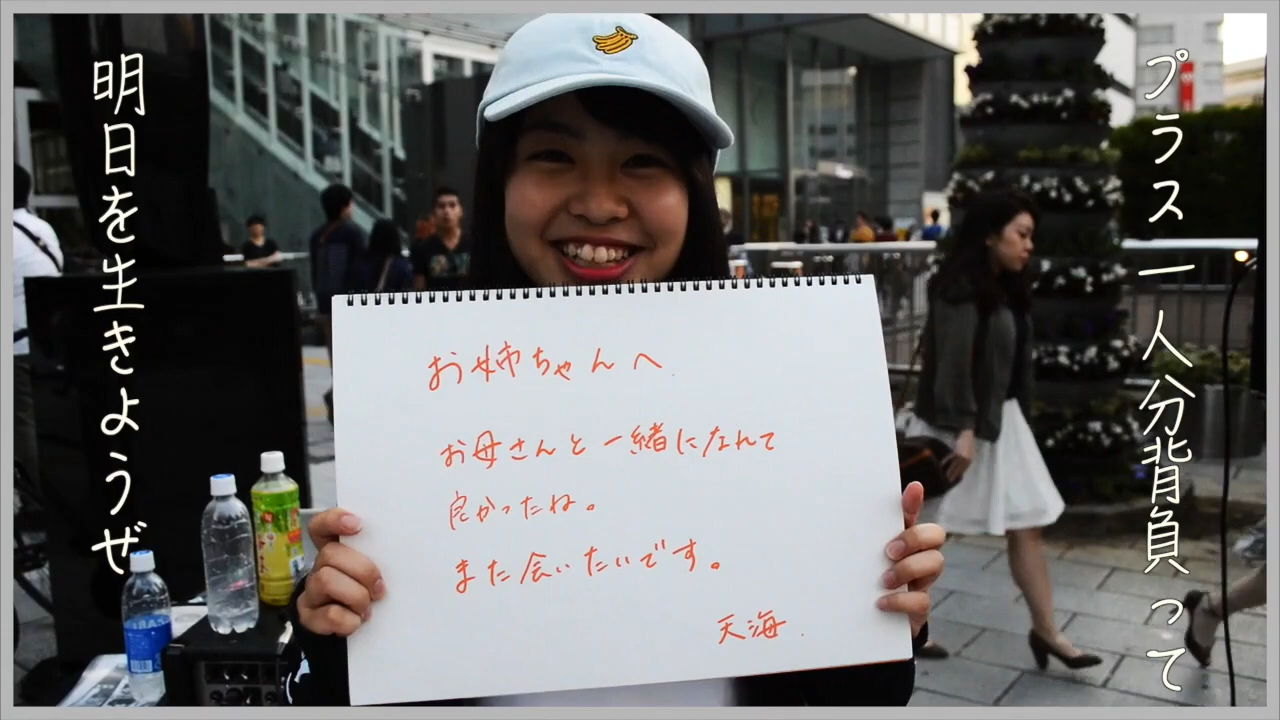 プラス一人分背負って
明日を生きようぜ
お姉ちゃんへ
お母さんと一緒になれて
良かったね。
また会いたいです。
天海.